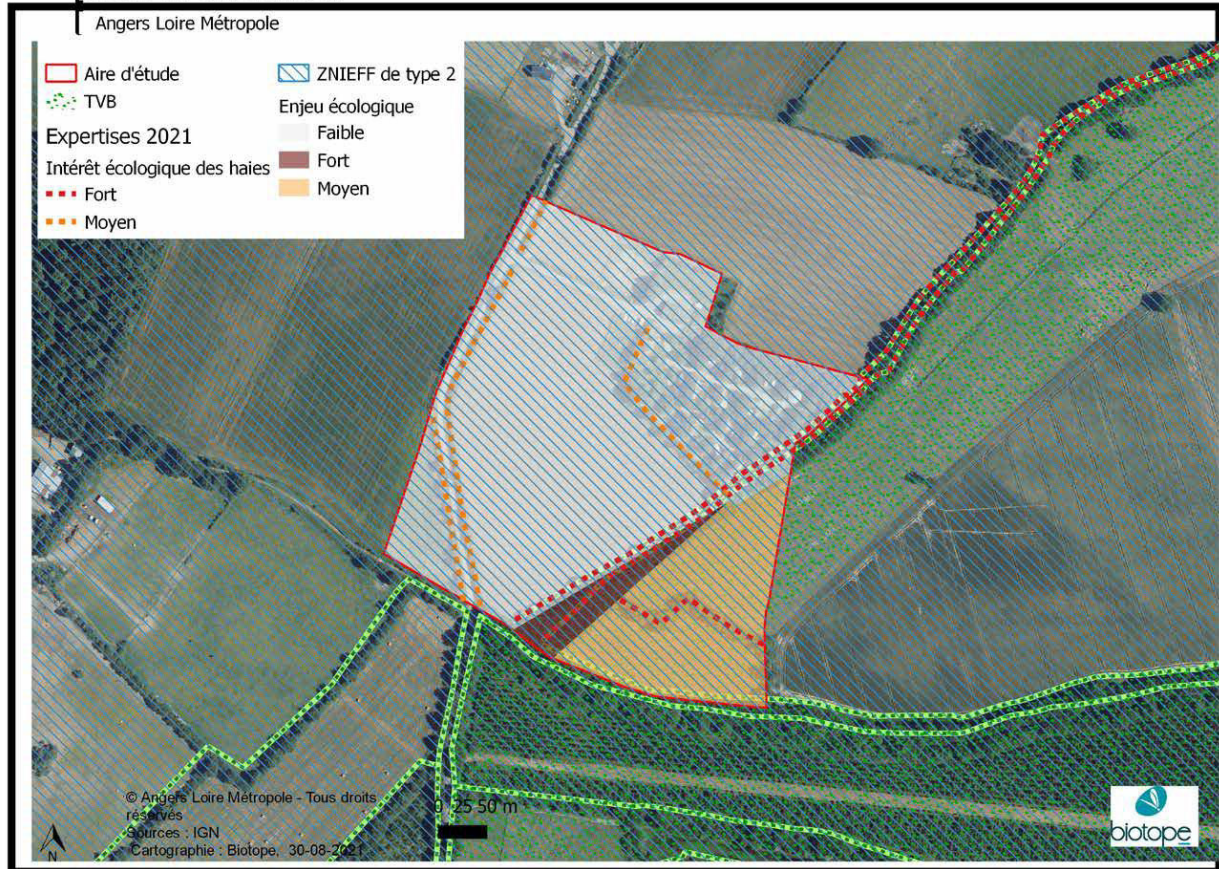 Angers Loire Métropole
Aire d'étude
TVB
Expertises 2021
Intérêt écologique des haies
Fort
Moyen
ZNIEFF de type 2
Enjeu écologique
Faible
Fort
Moyen
© Angers Loire Métropole - Tous droits
réservés
Sources : IGN
Cartographie : Biotope, 30-08-2021
N
0 25 50 m
biotope